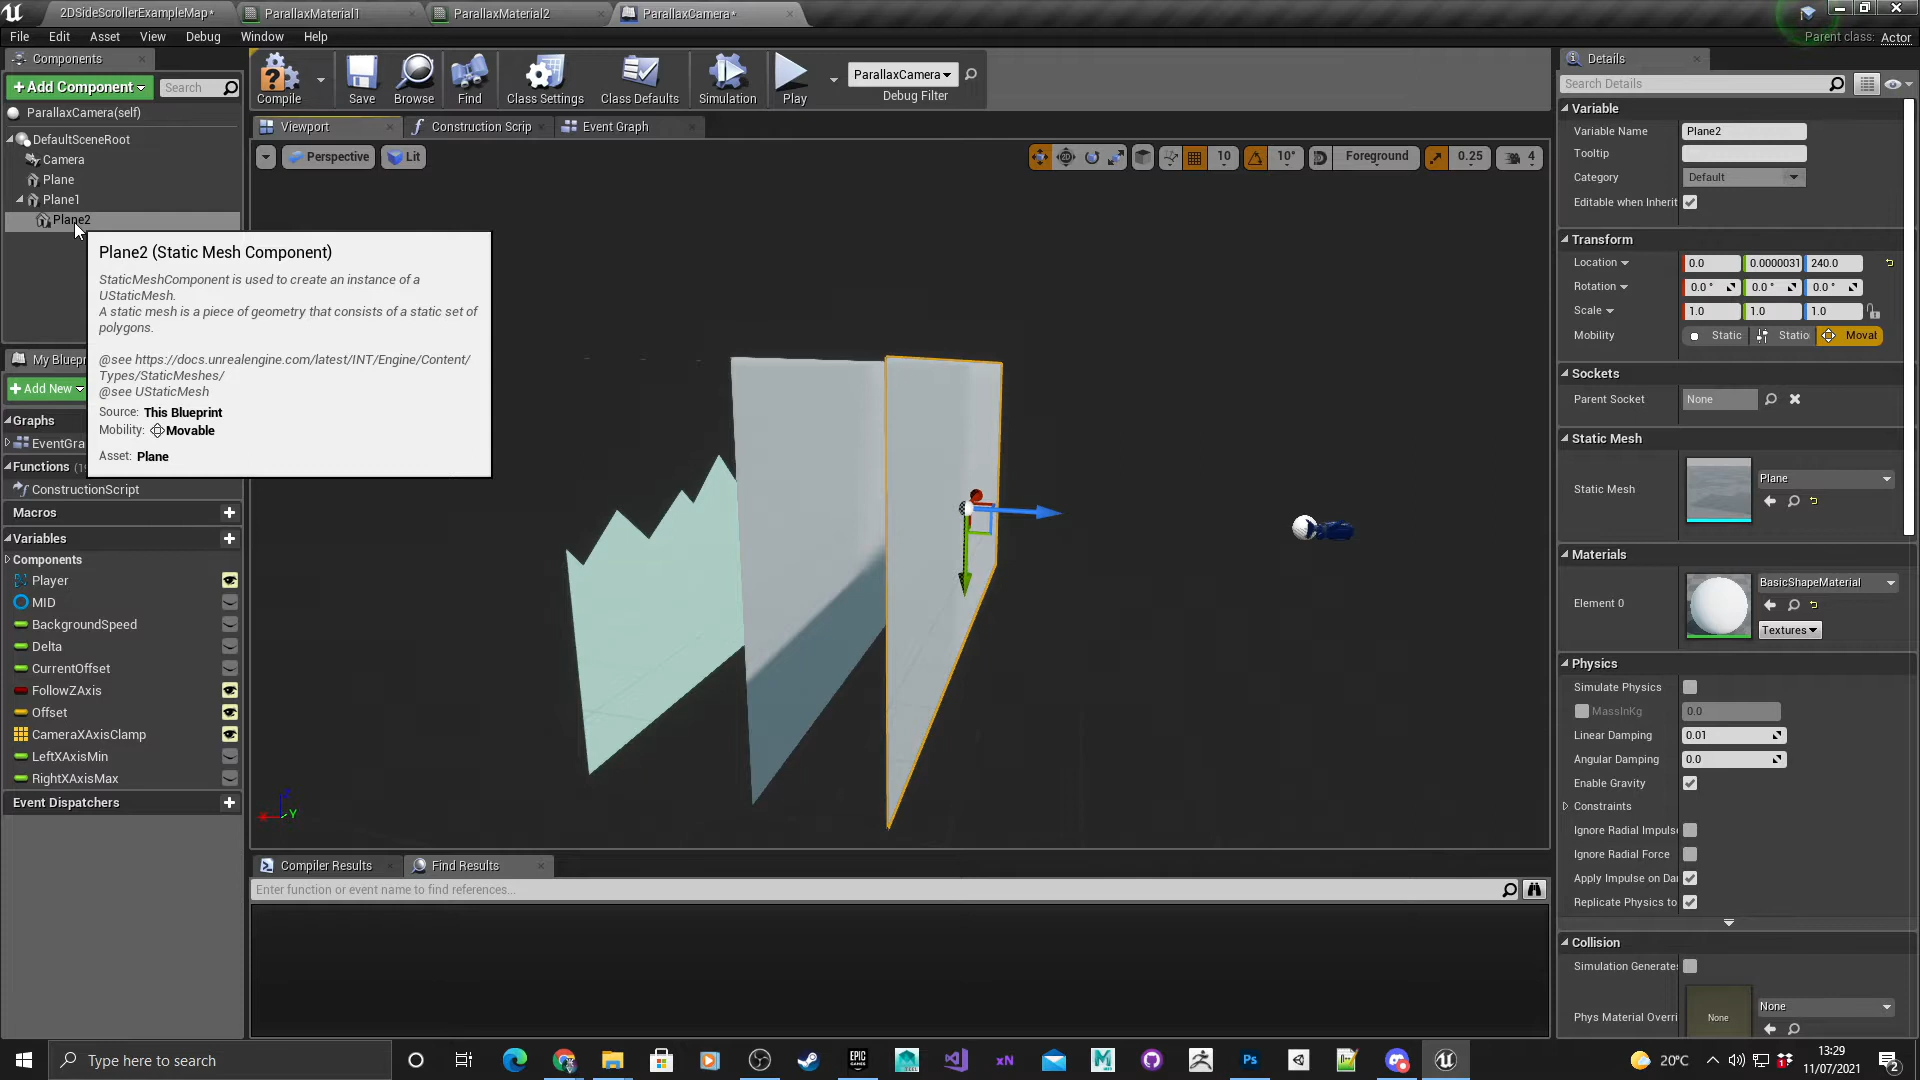 2DSideScrollerExampleMap*
ParallaxMaterial1
ParallaxMaterial2
ParallaxCamera*
File
Edit
Asset
View
Debug
Window
Help
Parent class: Actor
Components
+Add Component
Search
ParallaxCamera(self)
DefaultSceneRoot
Camera
Plane
Plane1
Plane2
Compile
Save
Browse
Find
Class Settings
Class Defaults
Simulation
Play
ParallaxCamera
Debug Filter
Viewport
Construction Scrip
Event Graph
Perspective
Lit
10
10°
Foreground
0.25
4
Plane2 (Static Mesh Component)
StaticMeshComponent is used to create an instance of a
UStaticMesh.
A static mesh is a piece of geometry that consists of a static set of
polygons.
@see https://docs.unrealengine.com/latest/INT/Engine/Content/
Types/StaticMeshes/
@see UStaticMesh
Source: This Blueprint
Mobility: Movable
Asset: Plane
My Bluepr
+Add New
Graphs
EventGra
Functions
ConstructionScript
Macros
Variables
Components
Player
MID
BackgroundSpeed
Delta
CurrentOffset
FollowZAxis
Offset
CameraXAxisClamp
LeftXAxisMin
RightXAxisMax
Event Dispatchers
X
Y
Z
Compiler Results
Find Results
Enter function or event name to find references...
Details
Search Details
Variable
Variable Name Plane2
Tooltip
Category Default
Editable when Inherit
Transform
Location 0.0 0.0000031 240.0
Rotation 0.0 ° 0.0 ° 0.0 °
Scale 1.0 1.0 1.0
Mobility Static Statio Moval
Sockets
Parent Socket None
Static Mesh
Static Mesh Plane
Materials
Element 0 BasicShapeMaterial
Textures
Physics
Simulate Physics
MassInKg 0.0
Linear Damping 0.01
Angular Damping 0.0
Enable Gravity
Constraints
Ignore Radial Impulse
Ignore Radial Force
Apply Impulse on Da
Replicate Physics to
Collision
Simulation Generates
Phys Material Overri None None
Type here to search
EPIC GAMES
xN
Ps
20°C
13:29
11/07/2021
2